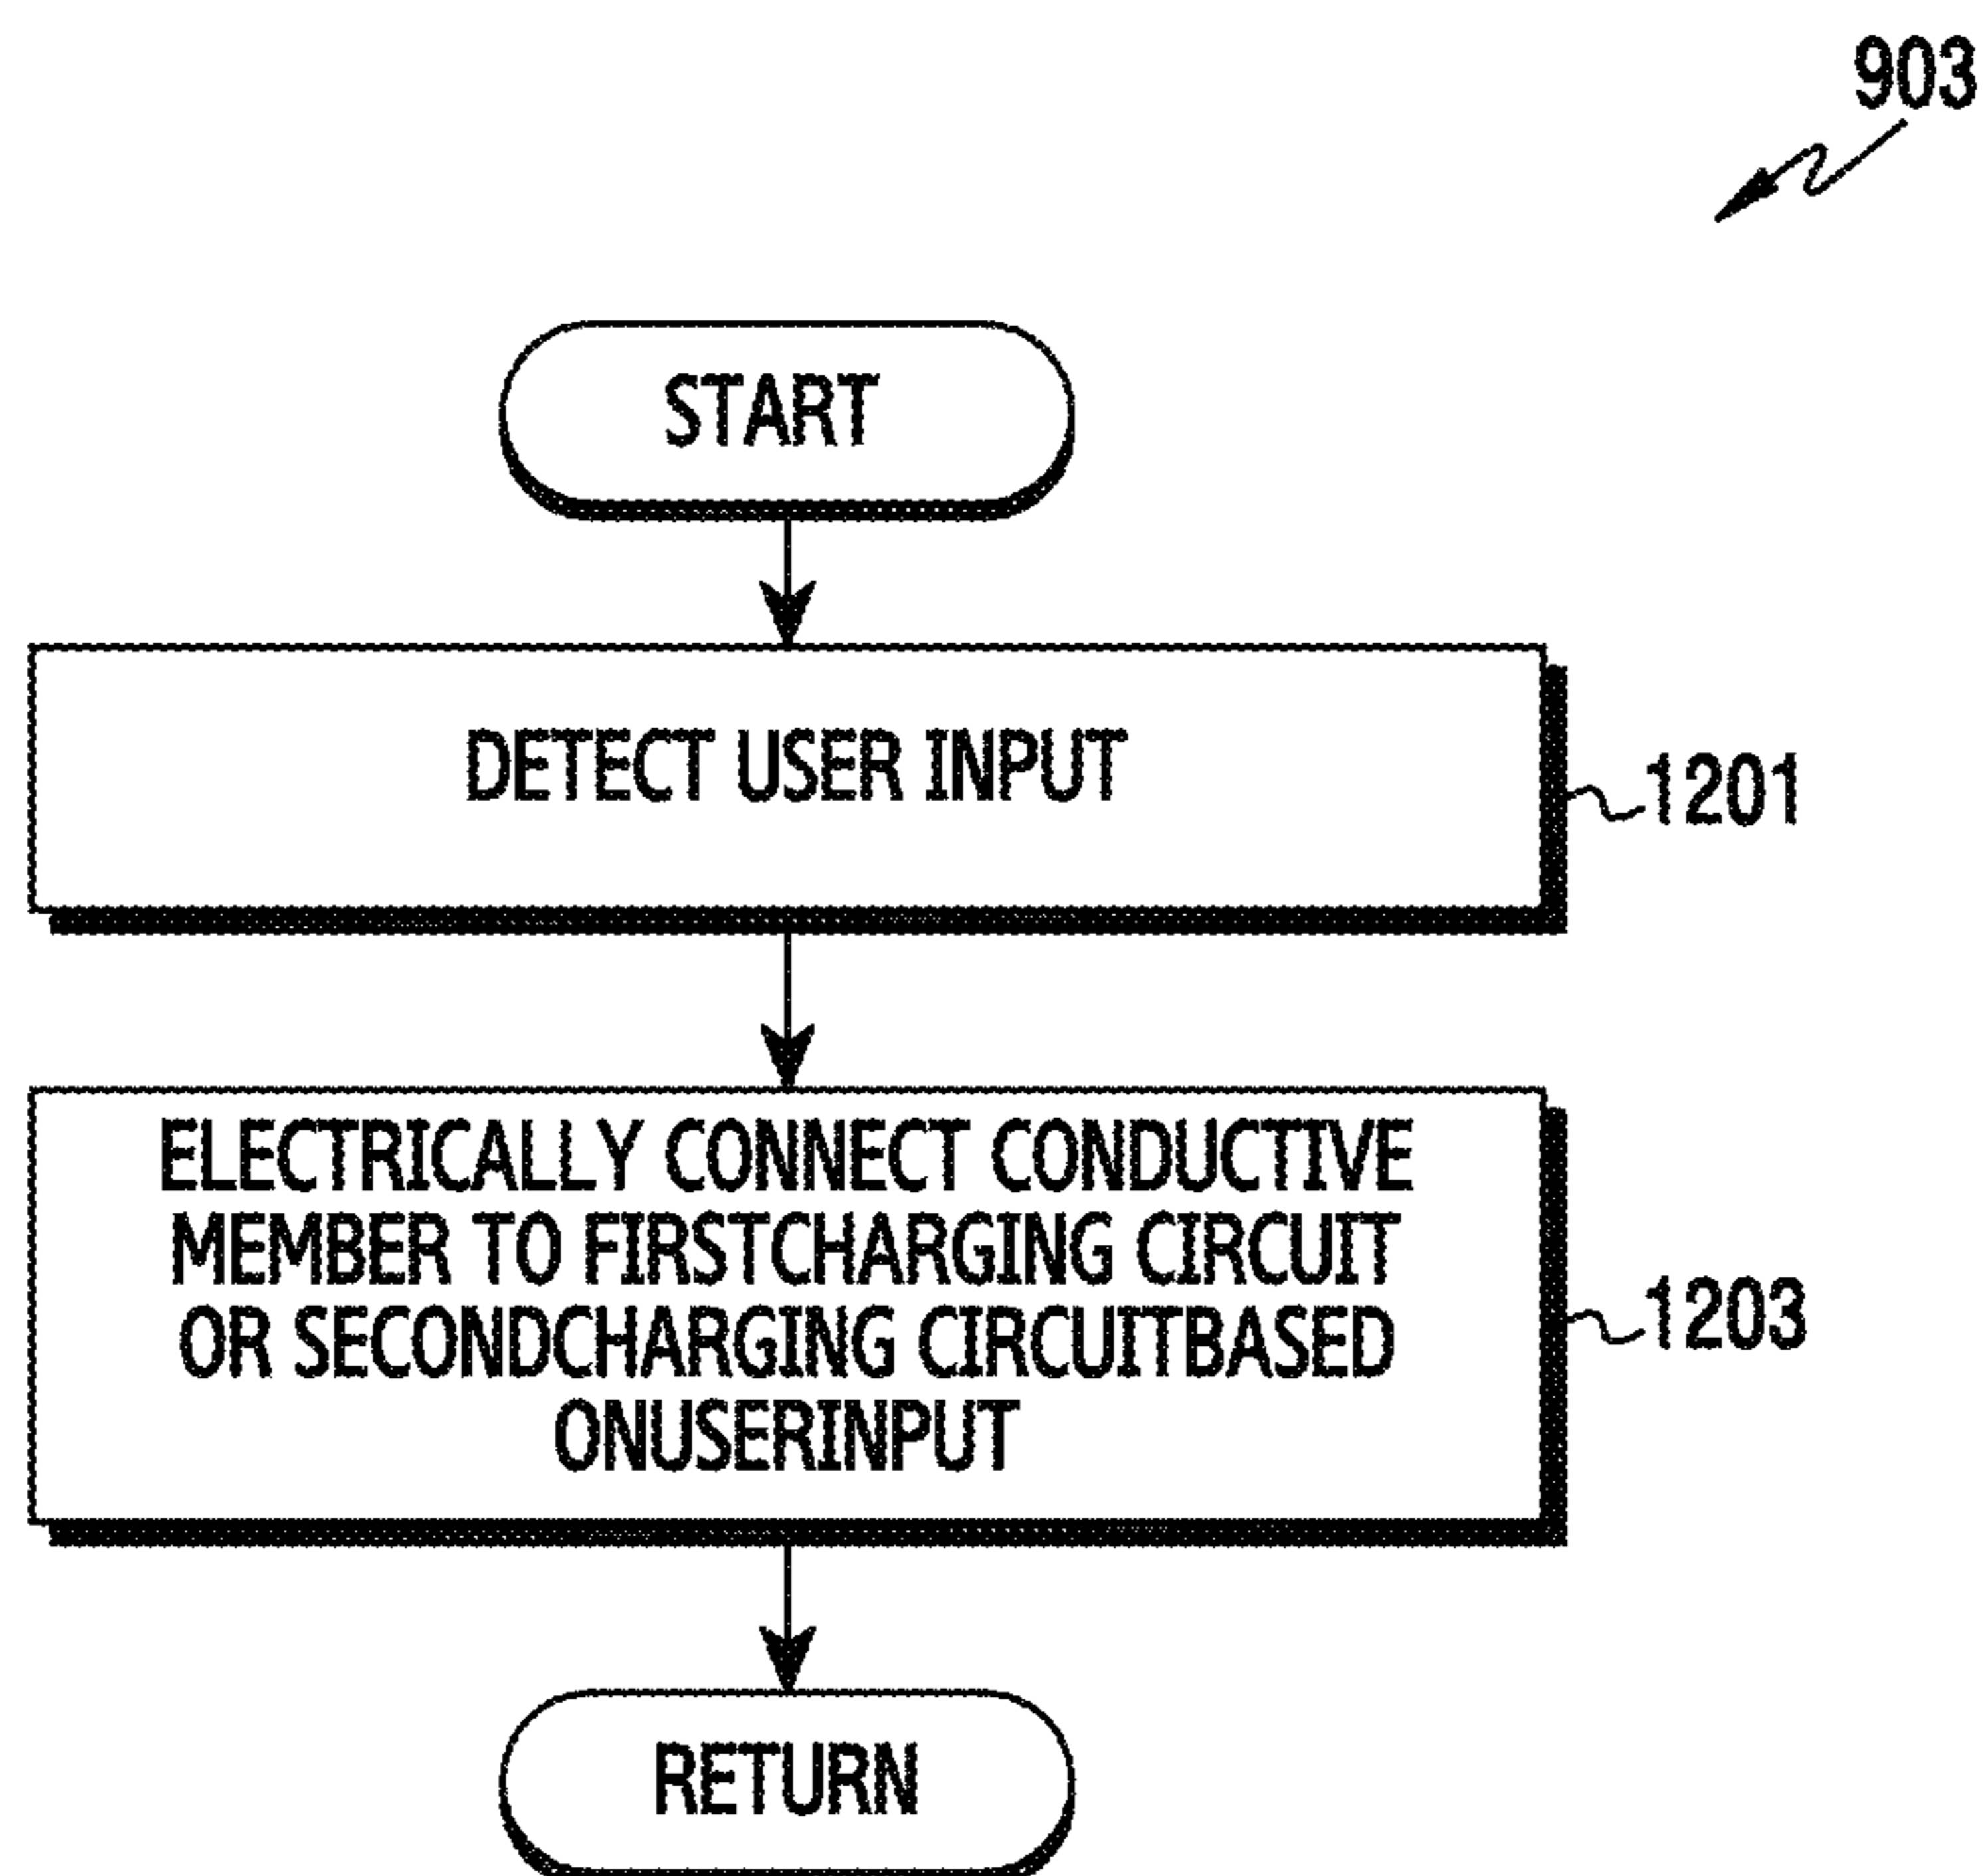 903
START
DETECT USER INPUT
1201
ELECTRICALLY CONNECT CONDUCTIVE
MEMBER TO FIRSTCHARGING CIRCUIT
OR SECONDCHARGING CIRCUITBASED
ONUSERINPUT
1203
RETURN